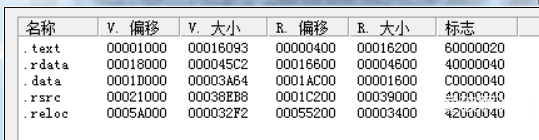 名称 V. 偏移 V. 大小 R. 偏移 R. 大小 标志
.text 00001000 00016093 00000400 00016200 60000020
.rdata 00018000 000045C2 00016600 00004600 40000040
.data 0001D000 00003A64 0001AC00 00001600 C0000040
.rsrc 00021000 00038EB8 0001C200 00039000 40000040
.reloc 0005A000 000032F2 00055200 00003400 42000040